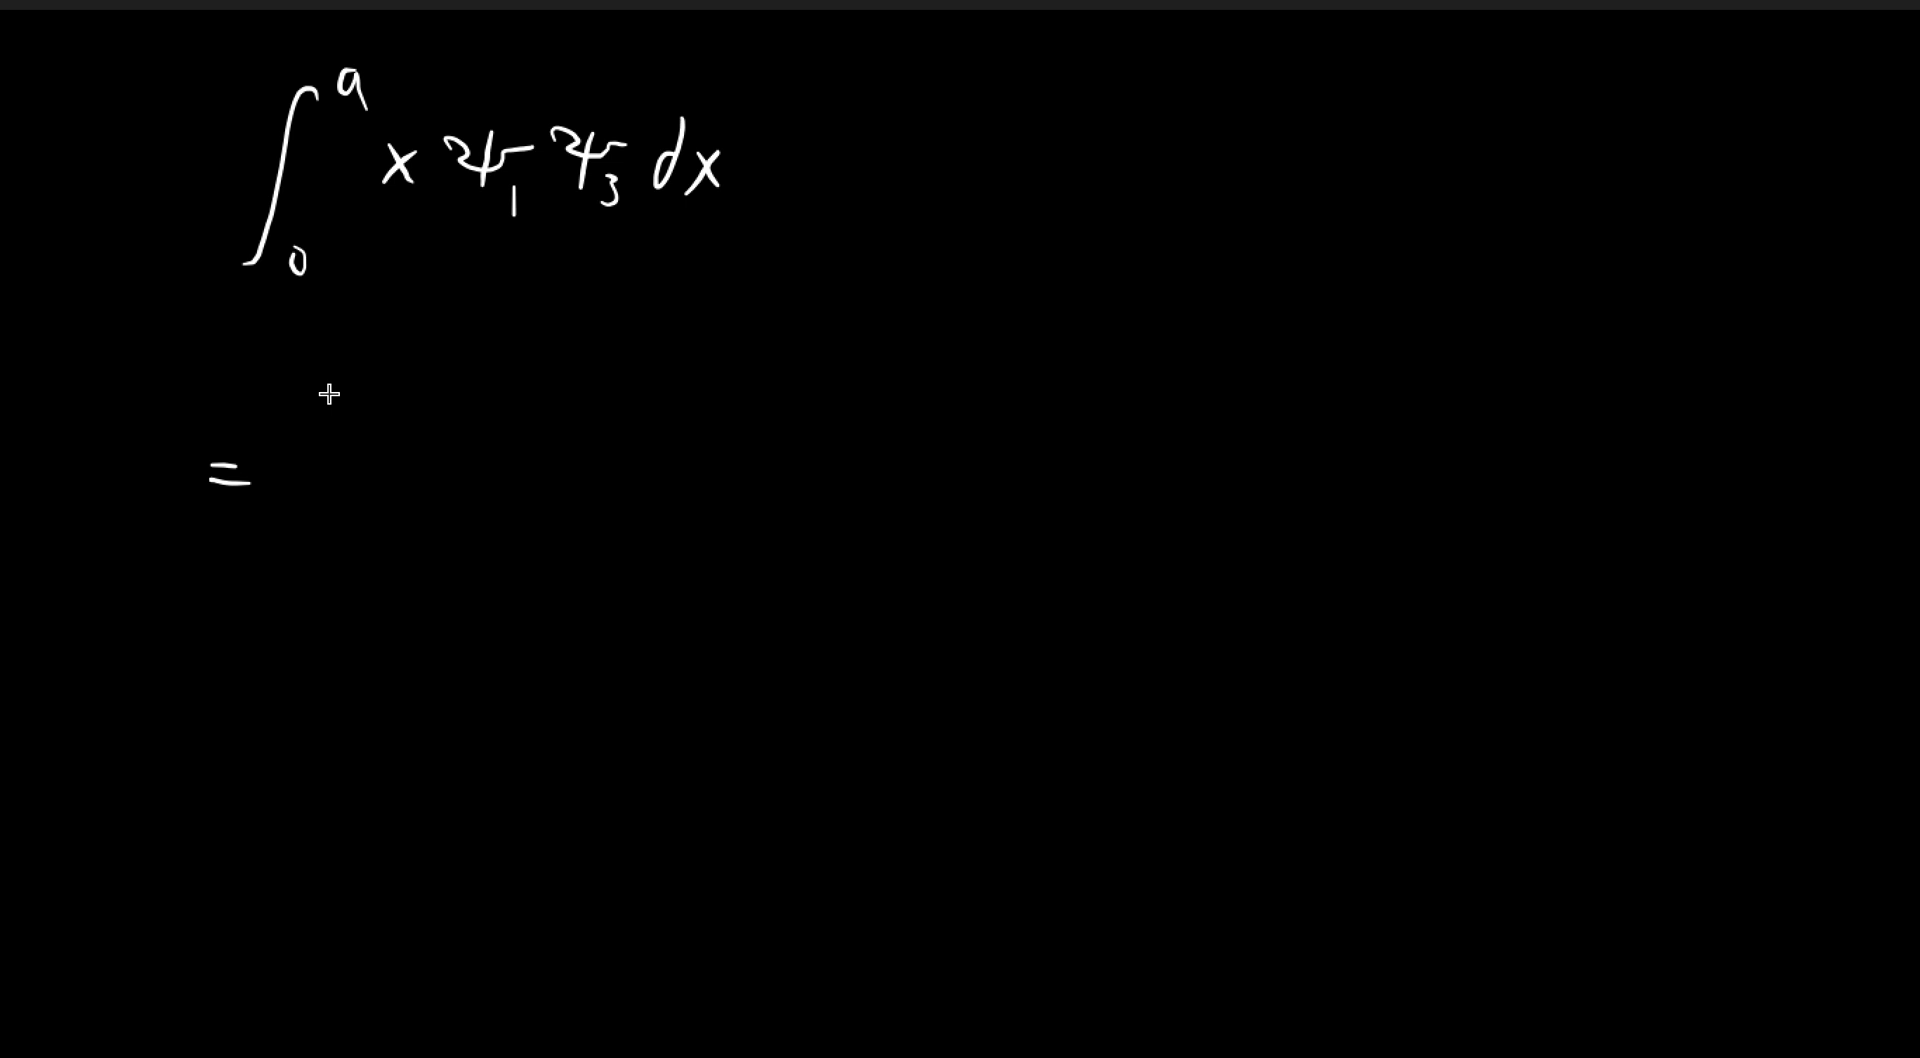 ∫₀ᵃ x ψ₁ ψ₃ dx
=